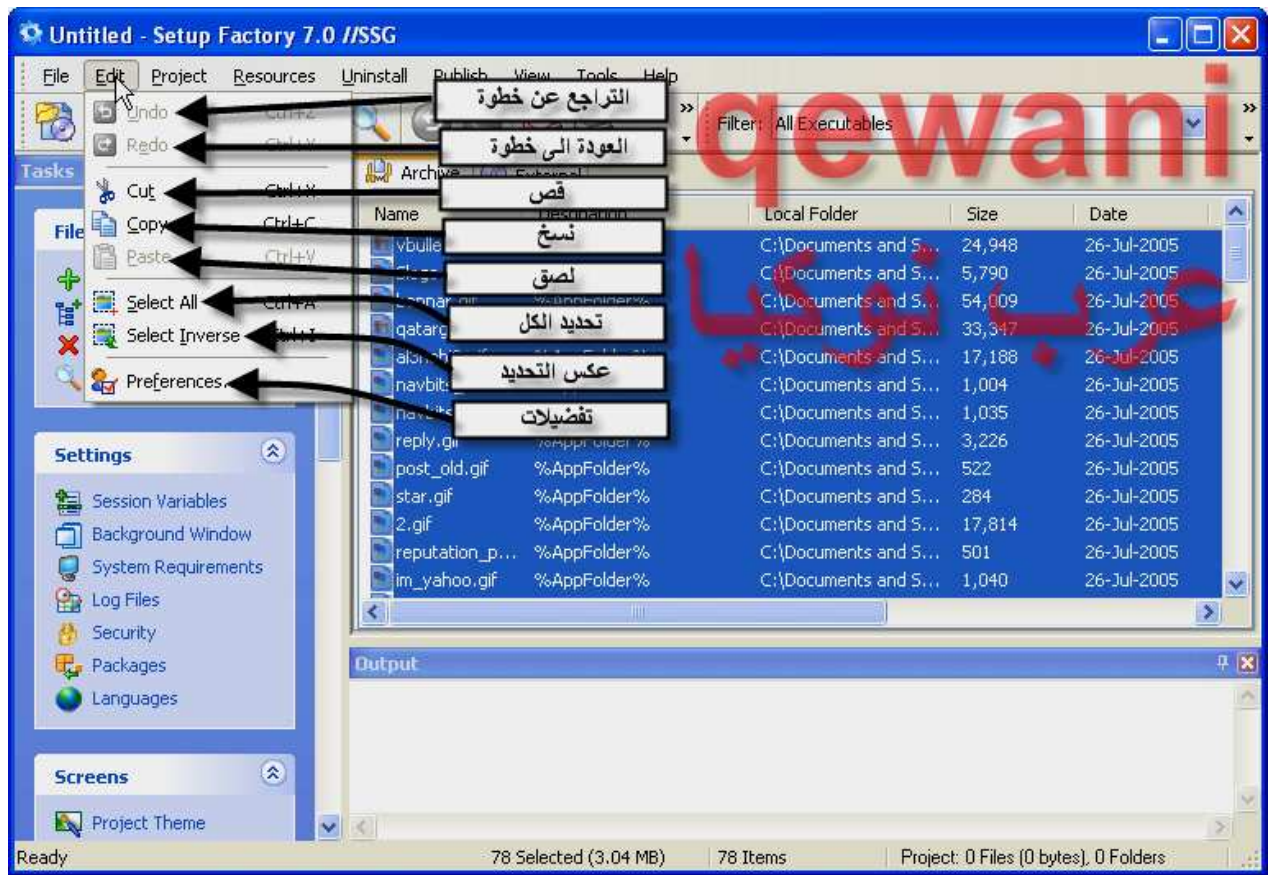 Untitled - Setup Factory 7.0 //SSG
File Edit Project Resources Uninstall Publish View Tools Help
Undo Ctrl+Z
Redo Ctrl+Y
Cut Ctrl+X
Copy Ctrl+C
Paste Ctrl+V
Select All Ctrl+A
Select Inverse Ctrl+I
Preferences...
التراجع عن خطوة
العودة الى خطوة
قص
نسخ
لصق
تحديد الكل
عكس التحديد
تفضيلات
Filter: All Executables
qewani
عرب نوكيا
Tasks
File
Archive External
Name Destination Local Folder Size Date
C:\Documents and S... 24,948 26-Jul-2005
C:\Documents and S... 5,790 26-Jul-2005
%AppFolder% C:\Documents and S... 54,009 26-Jul-2005
C:\Documents and S... 33,347 26-Jul-2005
C:\Documents and S... 17,188 26-Jul-2005
C:\Documents and S... 1,004 26-Jul-2005
C:\Documents and S... 1,035 26-Jul-2005
reply.gif %AppFolder% C:\Documents and S... 3,226 26-Jul-2005
post_old.gif %AppFolder% C:\Documents and S... 522 26-Jul-2005
star.gif %AppFolder% C:\Documents and S... 284 26-Jul-2005
2.gif %AppFolder% C:\Documents and S... 17,814 26-Jul-2005
reputation_p... %AppFolder% C:\Documents and S... 501 26-Jul-2005
im_yahoo.gif %AppFolder% C:\Documents and S... 1,040 26-Jul-2005
Settings
Session Variables
Background Window
System Requirements
Log Files
Security
Packages
Languages
Screens
Project Theme
Output
Ready 78 Selected (3.04 MB) 78 Items Project: 0 Files (0 bytes), 0 Folders